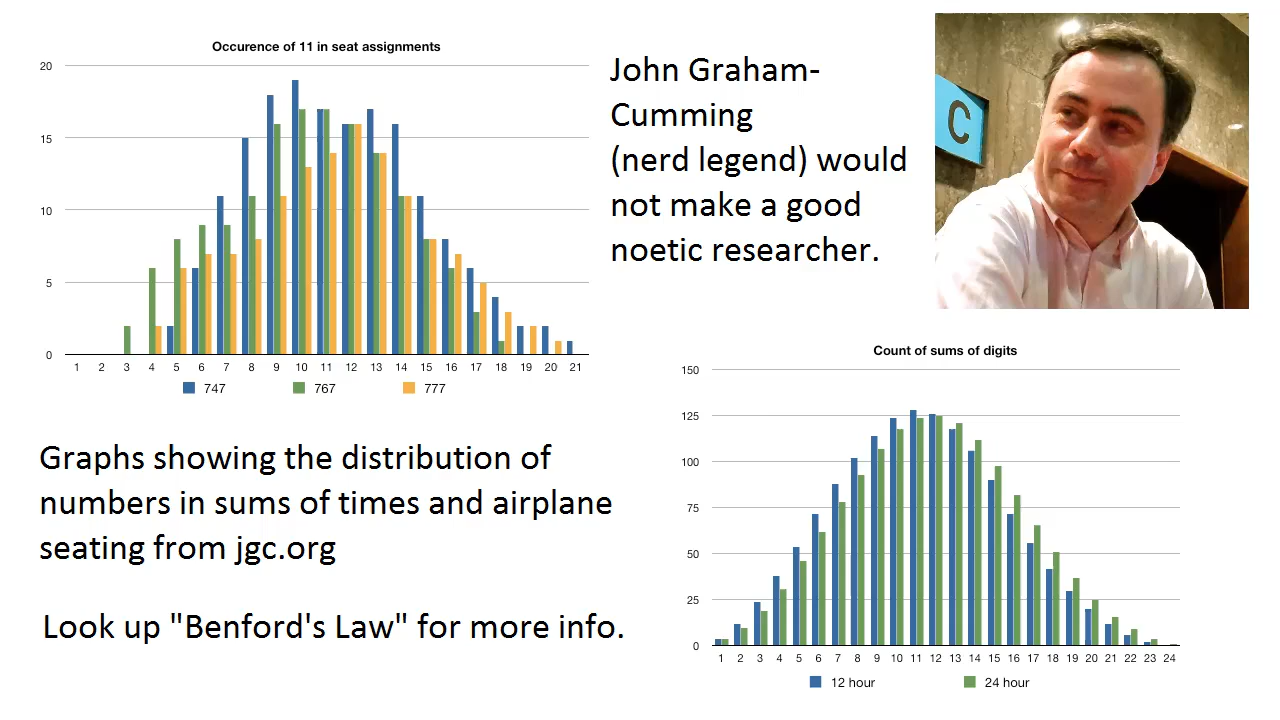 Occurence of 11 in seat assignments
20
15
10
5
0
1 2 3 4 5 6 7 8 9 10 11 12 13 14 15 16 17 18 19 20 21
747 767 777
John Graham-
Cumming
(nerd legend) would
not make a good
noetic researcher.
C
Graphs showing the distribution of
numbers in sums of times and airplane
seating from jgc.org
Look up "Benford's Law" for more info.
Count of sums of digits
150
125
100
75
50
25
0
1 2 3 4 5 6 7 8 9 10 11 12 13 14 15 16 17 18 19 20 21 22 23 24
12 hour 24 hour